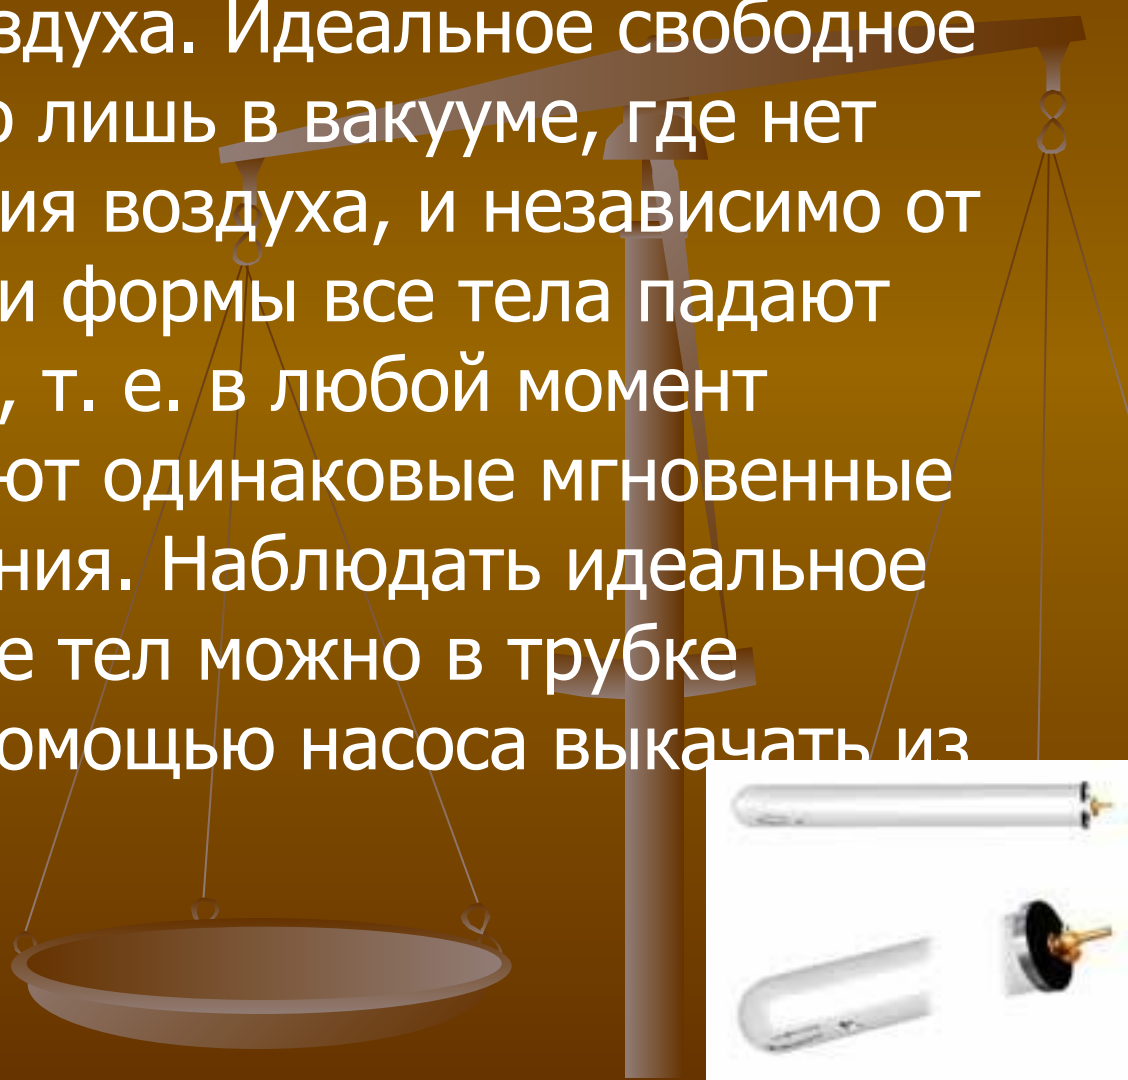 здуха. Идеальное свободное
о лишь в вакууме, где нет
ия воздуха, и независимо от
и формы все тела падают
, т. е. в любой момент
ют одинаковые мгновенные
ния. Наблюдать идеальное
е тел можно в трубке
омощью насоса выкачать из